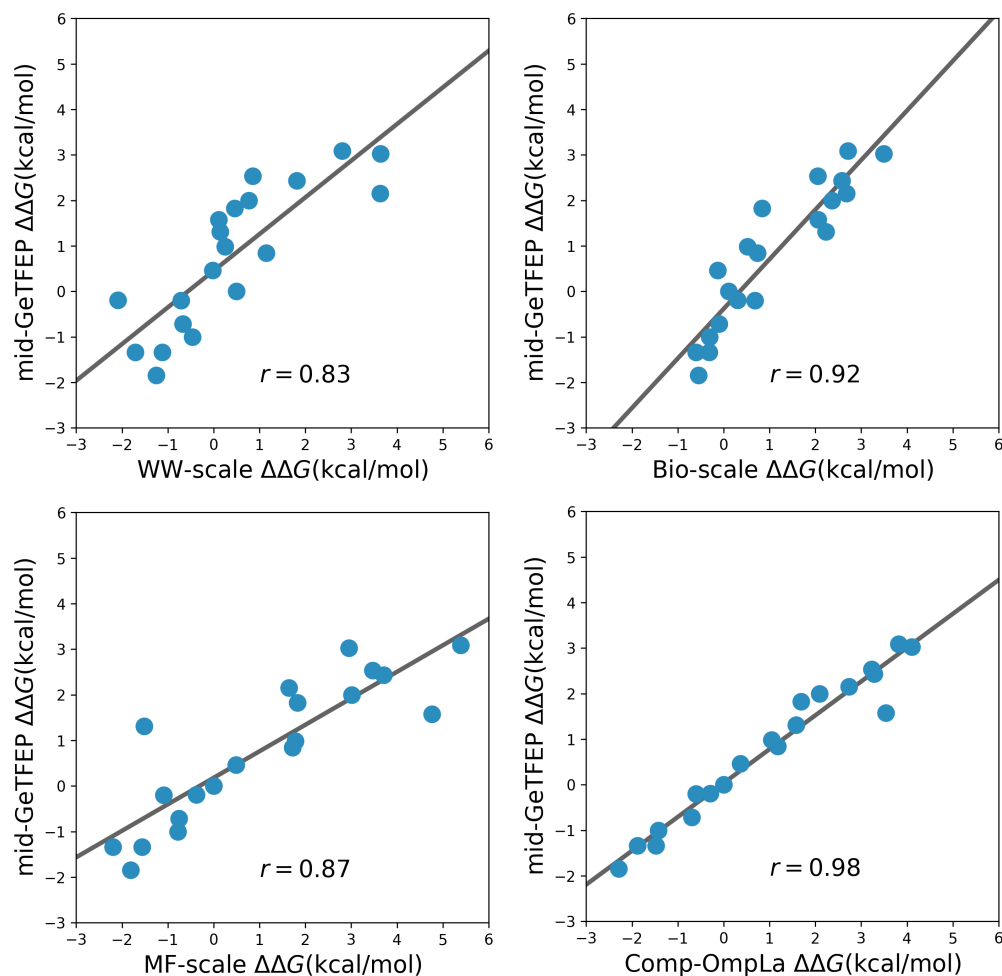 6
5
4
3
2
1
0
−1
−2
−3
−3 −2 −1 0 1 2 3 4 5 6
mid-GeTFEP ΔΔG(kcal/mol)
r = 0.83
WW-scale ΔΔG(kcal/mol)
6
5
4
3
2
1
0
−1
−2
−3
−3 −2 −1 0 1 2 3 4 5 6
mid-GeTFEP ΔΔG(kcal/mol)
r = 0.92
Bio-scale ΔΔG(kcal/mol)
6
5
4
3
2
1
0
−1
−2
−3
−3 −2 −1 0 1 2 3 4 5 6
mid-GeTFEP ΔΔG(kcal/mol)
r = 0.87
MF-scale ΔΔG(kcal/mol)
6
5
4
3
2
1
0
−1
−2
−3
−3 −2 −1 0 1 2 3 4 5 6
mid-GeTFEP ΔΔG(kcal/mol)
r = 0.98
Comp-OmpLa ΔΔG(kcal/mol)